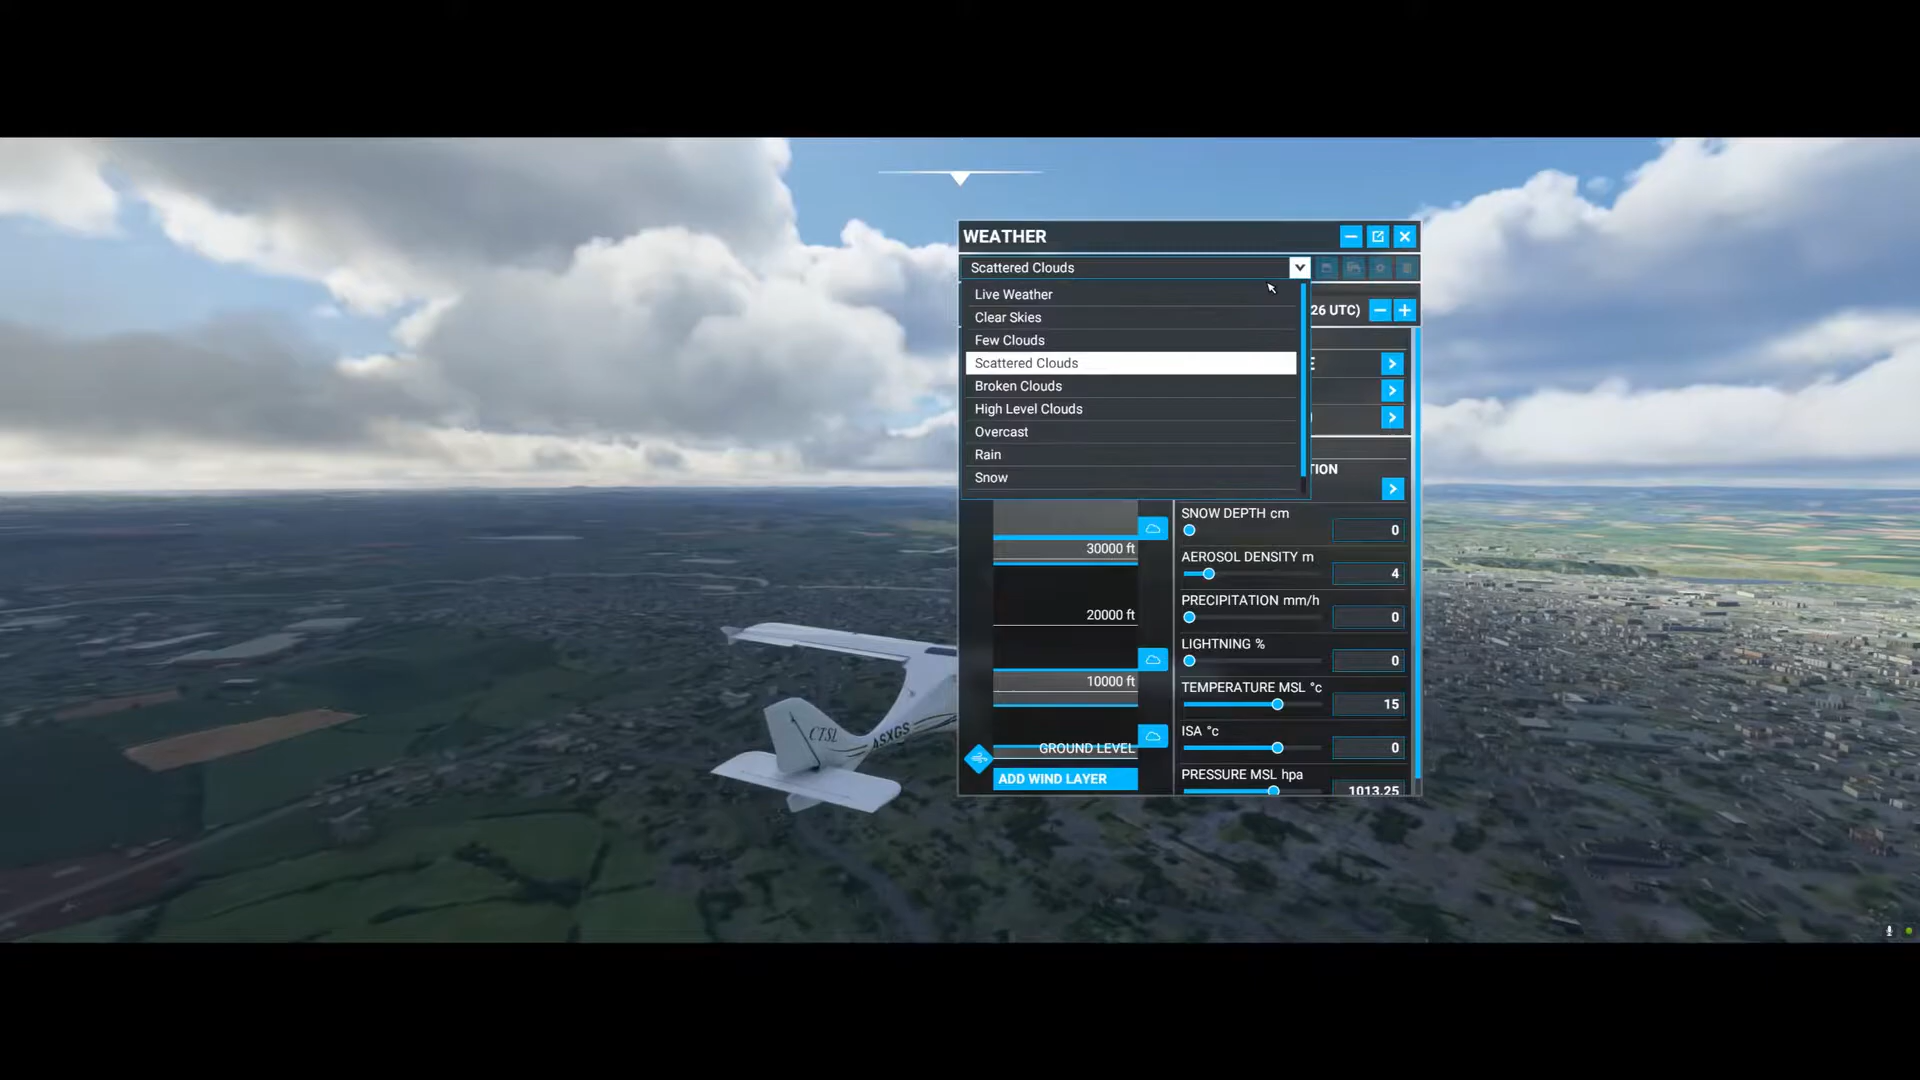 WEATHER
Scattered Clouds
Live Weather
Clear Skies
26 UTC)
Few Clouds
Scattered Clouds
E
Broken Clouds
High Level Clouds
Overcast
Rain
TION
Snow
SNOW DEPTH cm
0
30000 ft
AEROSOL DENSITY m
4
PRECIPITATION mm/h
20000 ft
0
LIGHTNING %
0
10000 ft
TEMPERATURE MSL °c
15
CTSL
ASXGS
ISA °c
GROUND LEVEL
0
ADD WIND LAYER
PRESSURE MSL hpa
1013.25